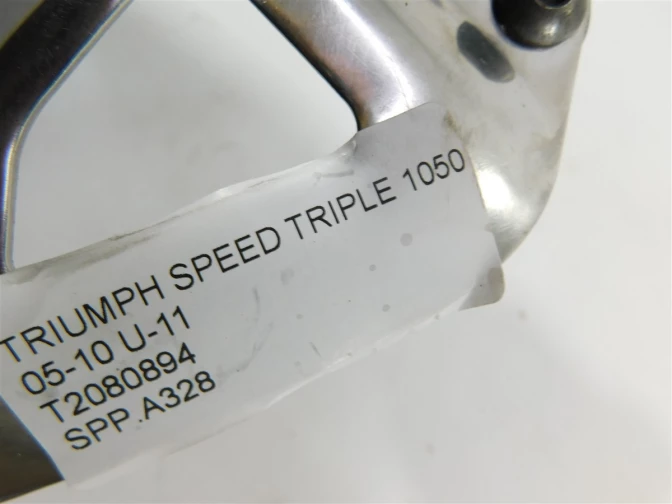 TRIUMPH SPEED TRIPLE 1050
05-10 U-11
T2080894
SPP.A328